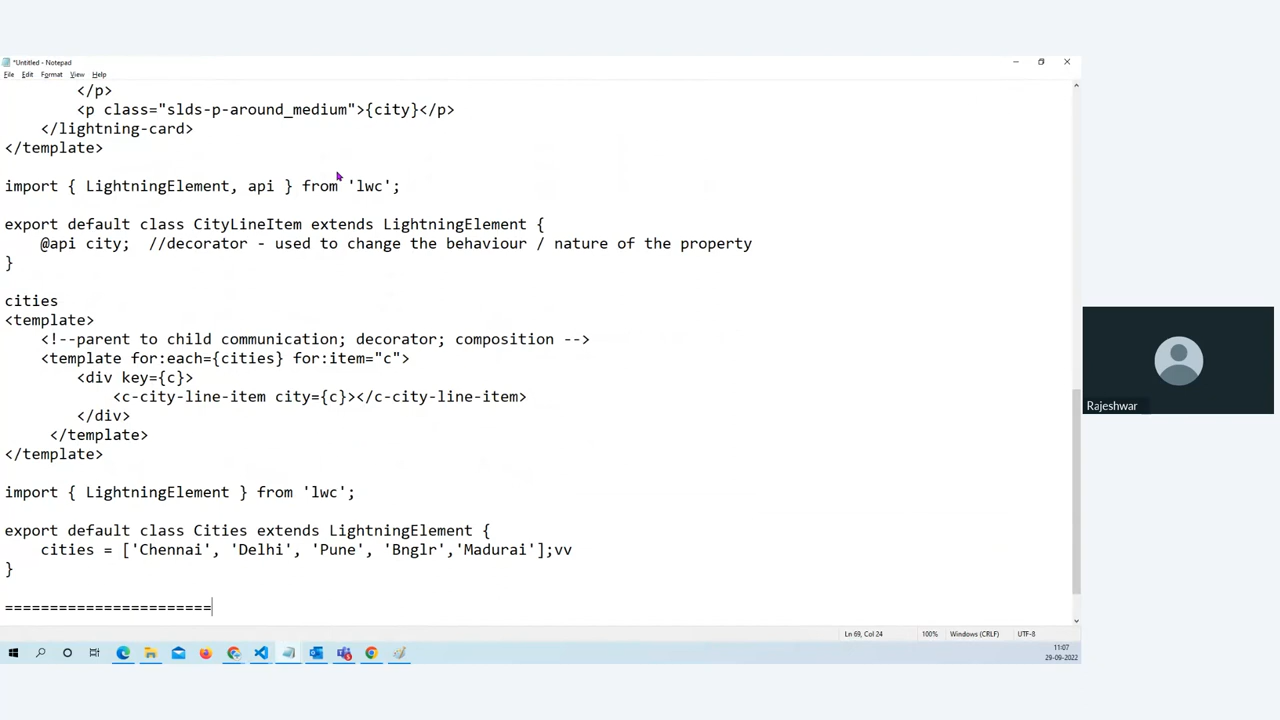 *Untitled - Notepad
File Edit Format View Help
</p>
<p class="slds-p-around_medium">{city}</p>
</lightning-card>
</template>
import { LightningElement, api } from 'lwc';
export default class CityLineItem extends LightningElement {
@api city;  //decorator - used to change the behaviour / nature of the property
}
cities
<template>
<!--parent to child communication; decorator; composition -->
<template for:each={cities} for:item="c">
<div key={c}>
<c-city-line-item city={c}></c-city-line-item>
</div>
</template>
</template>
import { LightningElement } from 'lwc';
export default class Cities extends LightningElement {
cities = ['Chennai', 'Delhi', 'Pune', 'Bnglr','Madurai'];vv
}
=======================
Rajeshwar
Ln 69, Col 24 100% Windows (CRLF) UTF-8
11:07
29-09-2022